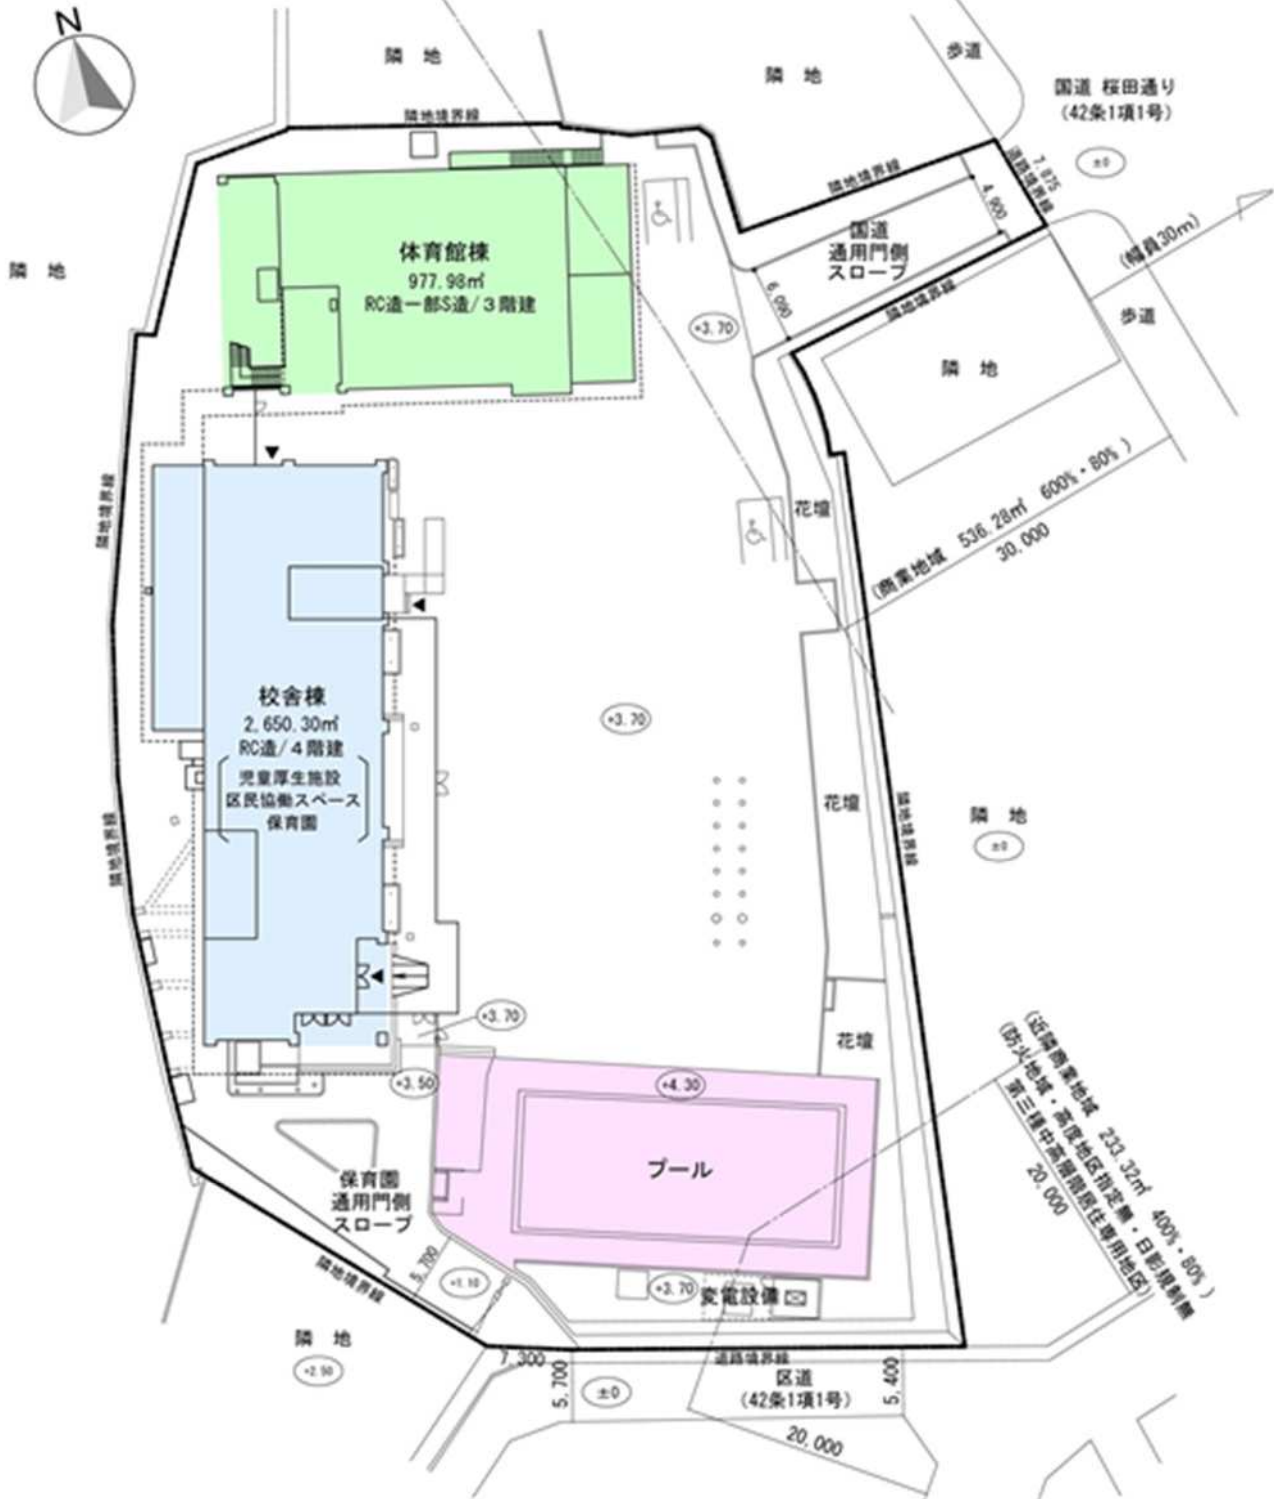 N
隣 地
隣 地
歩道
国道 桜田通り
(42条1項1号)
±0
隣地境界線
隣地境界線
道路境界線
7.875
4,900
国道
通用門側
スロープ
6,090
隣地境界線
(幅員30m)
歩道
隣 地
隣 地
体育館棟
977.98㎡
RC造一部S造/3階建
+3.70
隣地境界線
花壇
(商業地域 536.28㎡ 600%・80%)
30,000
校舎棟
2,650.30㎡
RC造/4階建
児童厚生施設
区民協働スペース
保育園
+3.70
花壇
隣地境界線
隣 地
±0
隣地境界線
+3.70
花壇
+3.50
+4.30
プール
(近隣商業地域 233.32㎡ 400%・80%)
(防火地域・高度地区指定無・日影規制無
第三種中高層階居住専用地区)
20,000
保育園
通用門側
スロープ
5,700
+1.10
+3.70
変電設備
隣地境界線
隣 地
+2.50
7,300
5,700
±0
道路境界線
区道
(42条1項1号)
5,400
20,000